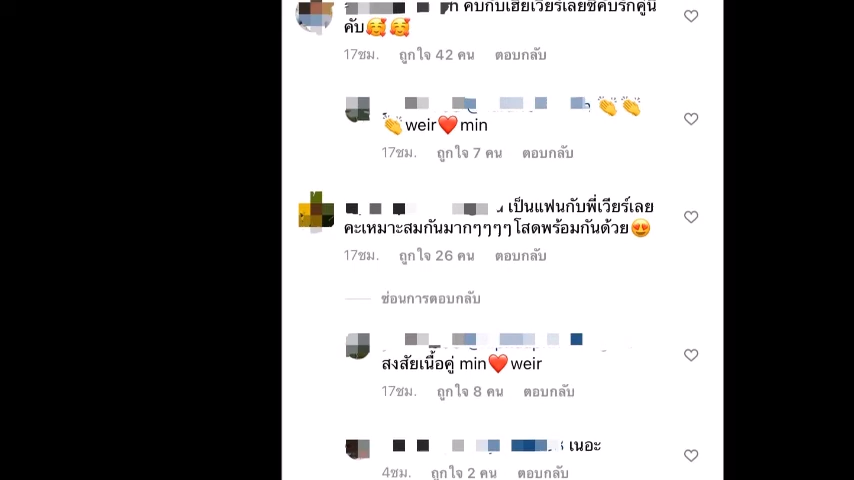 คบกับเฮียเวียร์เลยซิคับรักคู่นี้
คับ🥰🥰
17ชม. ถูกใจ 42 คน ตอบกลับ
👏👏
👏weir❤️min
17ชม. ถูกใจ 7 คน ตอบกลับ
เป็นแฟนกับพี่เวียร์เลย
คะเหมาะสมกันมากๆๆๆๆโสดพร้อมกันด้วย😍
17ชม. ถูกใจ 26 คน ตอบกลับ
ซ่อนการตอบกลับ
สงสัยเนื้อคู่ min❤️weir
17ชม. ถูกใจ 8 คน ตอบกลับ
เนอะ
4ชม. ถูกใจ 2 คน ตอบกลับ